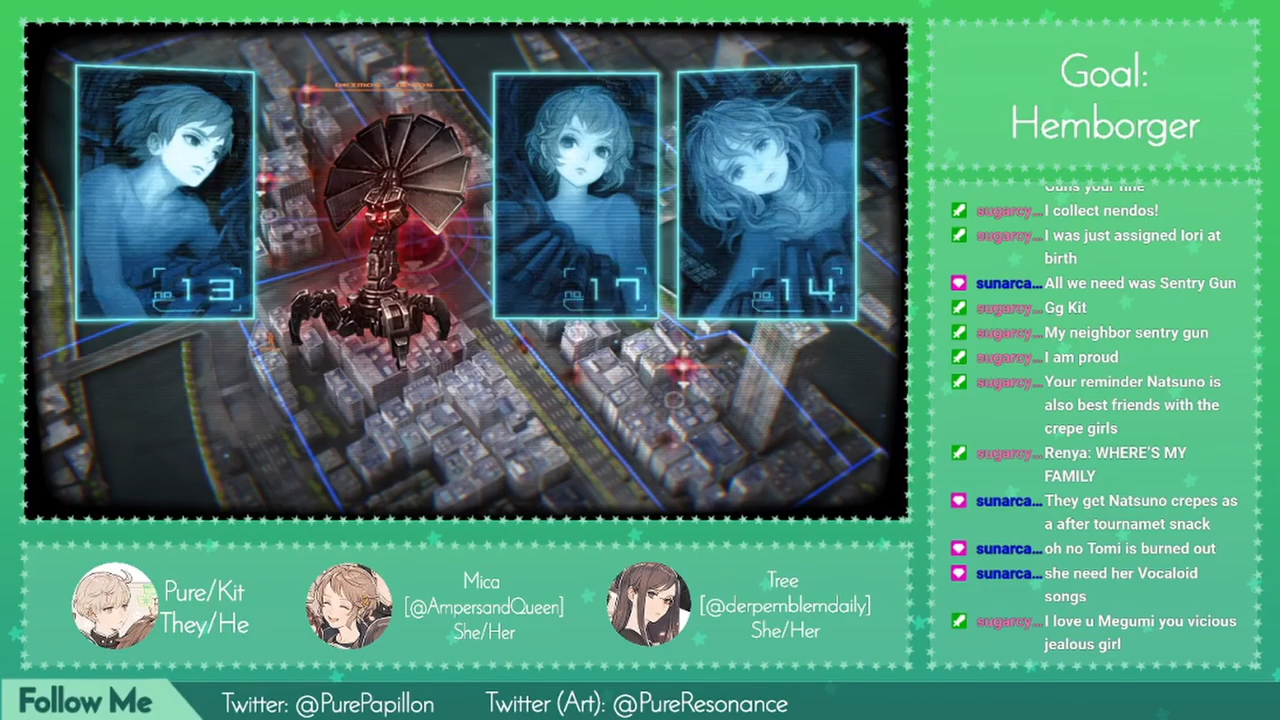 Goal:
Hemborger
DEIMOS
no. 13
no. 17
no. 14
Guns your fine
sugarcy... I collect nendos!
sugarcy... I was just assigned Iori at
birth
sunarca... All we need was Sentry Gun
sugarcy... Gg Kit
sugarcy... My neighbor sentry gun
sugarcy... I am proud
sugarcy... Your reminder Natsuno is
also best friends with the
crepe girls
sugarcy... Renya: WHERE'S MY
FAMILY
sunarca... They get Natsuno crepes as
a after tournamet snack
sunarca... oh no Tomi is burned out
sunarca... she need her Vocaloid
songs
sugarcy... I love u Megumi you vicious
jealous girl
Pure/Kit
They/He
Mica
[@AmpersandQueen]
She/Her
Tree
[@derpemblemdaily]
She/Her
Follow Me
Twitter: @PurePapillon
Twitter (Art): @PureResonance